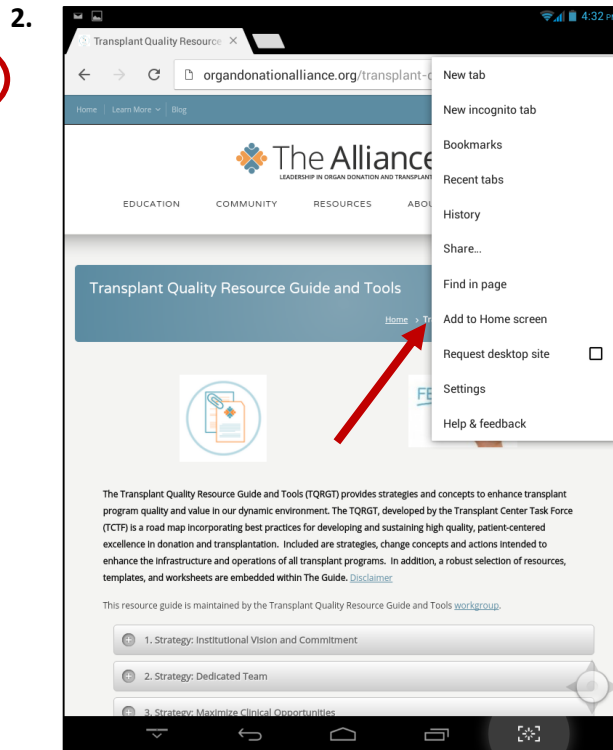 2.
4:32 PM
Transplant Quality Resource
organdonationalliance.org/transplant-
Home | Learn More | Blog
The Alliance
LEADERSHIP IN ORGAN DONATION AND TRANSPLANT
EDUCATION COMMUNITY RESOURCES ABOU
New tab
New incognito tab
Bookmarks
Recent tabs
History
Share...
Find in page
Add to Home screen
Request desktop site
Settings
Help & feedback
Transplant Quality Resource Guide and Tools
Home > Tr
FE
The Transplant Quality Resource Guide and Tools (TQRGT) provides strategies and concepts to enhance transplant
program quality and value in our dynamic environment. The TQRGT, developed by the Transplant Center Task Force
(TCTF) is a road map incorporating best practices for developing and sustaining high quality, patient-centered
excellence in donation and transplantation. Included are strategies, change concepts and actions intended to
enhance the infrastructure and operations of all transplant programs. In addition, a robust selection of resources,
templates, and worksheets are embedded within The Guide. Disclaimer
This resource guide is maintained by the Transplant Quality Resource Guide and Tools workgroup.
1. Strategy: Institutional Vision and Commitment
2. Strategy: Dedicated Team
3. Strategy: Maximize Clinical Opportunities